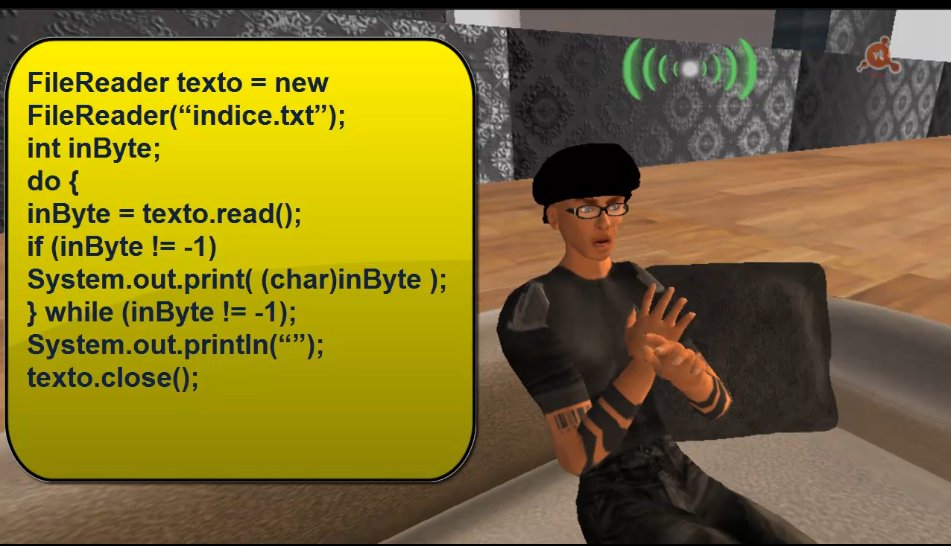 FileReader texto = new
FileReader(“indice.txt”);
int inByte;
do {
inByte = texto.read();
if (inByte != -1)
System.out.print( (char)inByte );
} while (inByte != -1);
System.out.println(“”);
texto.close();